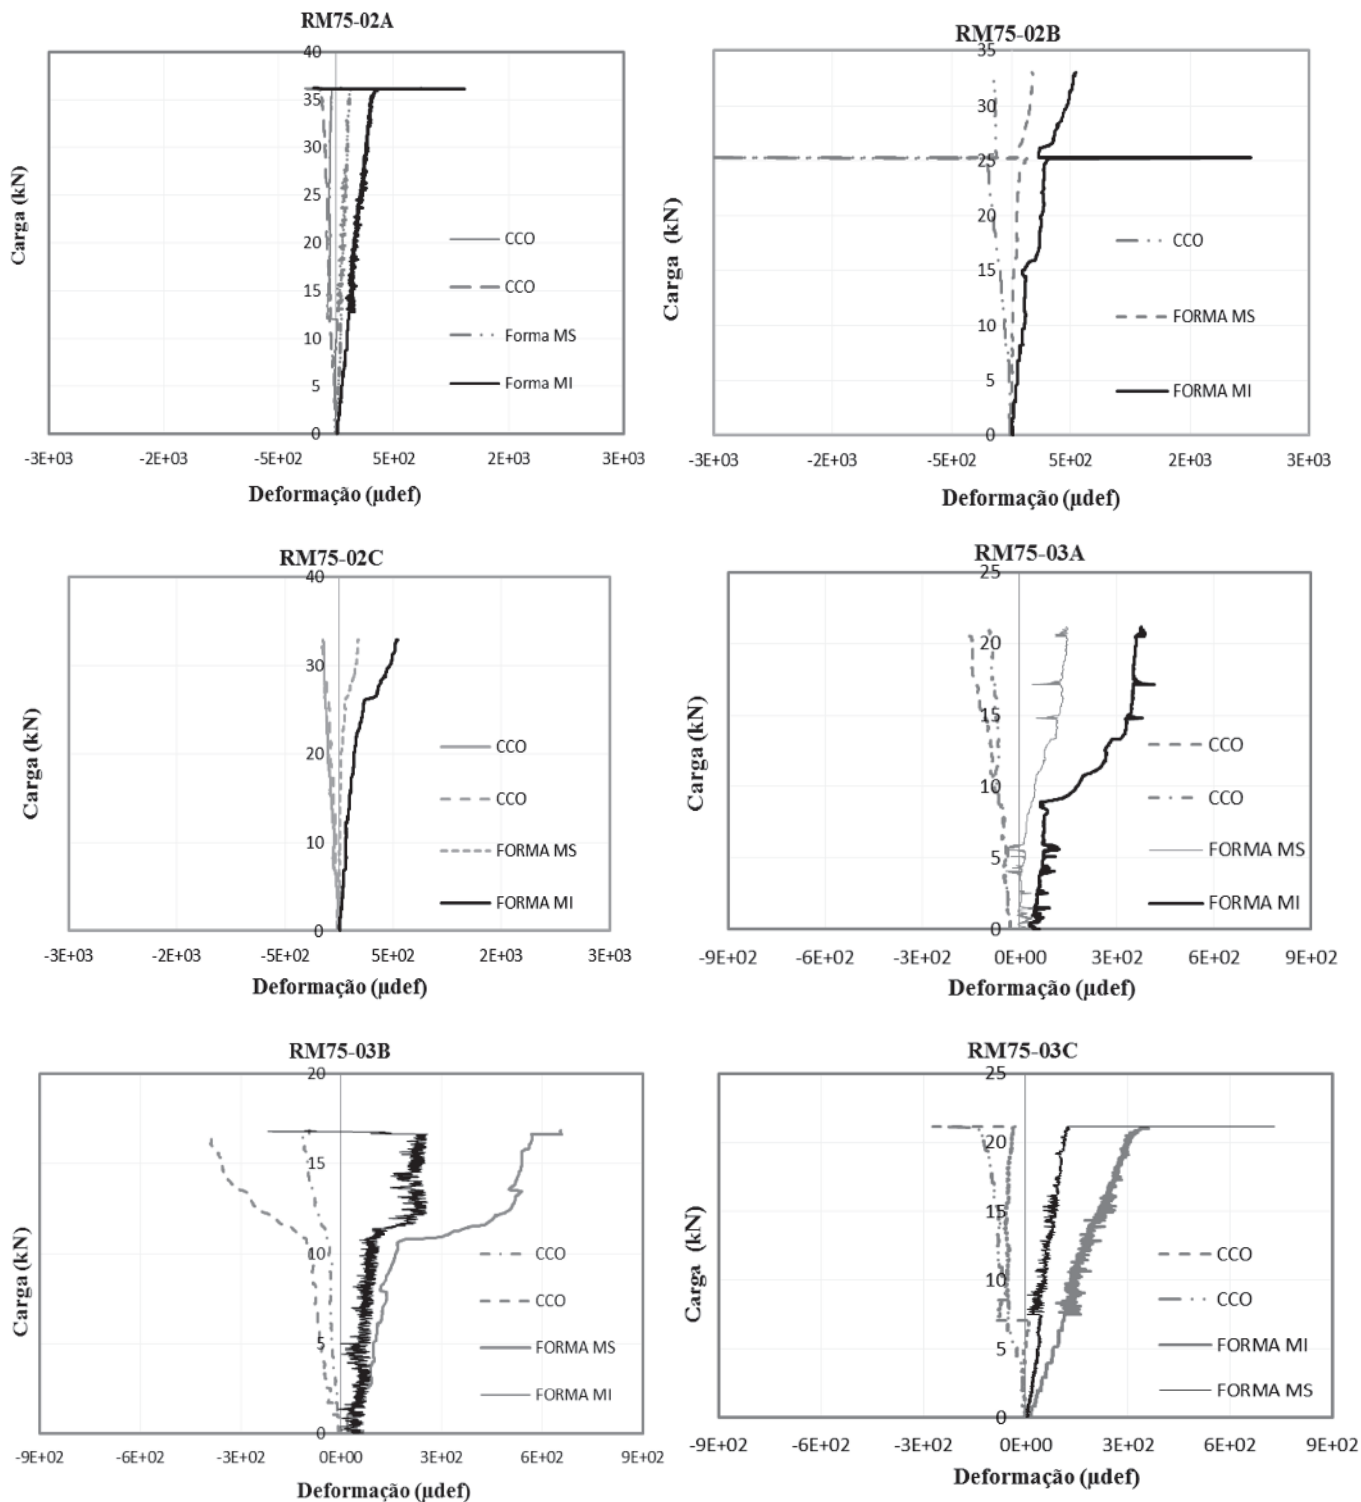 RM75-02A
40
35
30
25
20
15
10
5
0
Carga (kN)
CCO
CCO
Forma MS
Forma MI
-3E+03 -2E+03 -5E+02 5E+02 2E+03 3E+03
Deformação (µdef)
RM75-02B
35
30
25
20
15
10
5
0
Carga (kN)
CCO
FORMA MS
FORMA MI
-3E+03 -2E+03 -5E+02 5E+02 2E+03 3E+03
Deformação (µdef)
RM75-02C
40
30
20
10
0
Carga (kN)
CCO
CCO
FORMA MS
FORMA MI
-3E+03 -2E+03 -5E+02 5E+02 2E+03 3E+03
Deformação (µdef)
RM75-03A
25
20
15
10
5
0
Carga (kN)
CCO
CCO
FORMA MS
FORMA MI
-9E+02 -6E+02 -3E+02 0E+00 3E+02 6E+02 9E+02
Deformação (µdef)
RM75-03B
20
15
10
5
0
Carga (kN)
CCO
CCO
FORMA MS
FORMA MI
-9E+02 -6E+02 -3E+02 0E+00 3E+02 6E+02 9E+02
Deformação (µdef)
RM75-03C
25
20
15
10
5
0
Carga (kN)
CCO
CCO
FORMA MI
FORMA MS
-9E+02 -6E+02 -3E+02 0E+00 3E+02 6E+02 9E+02
Deformação (µdef)